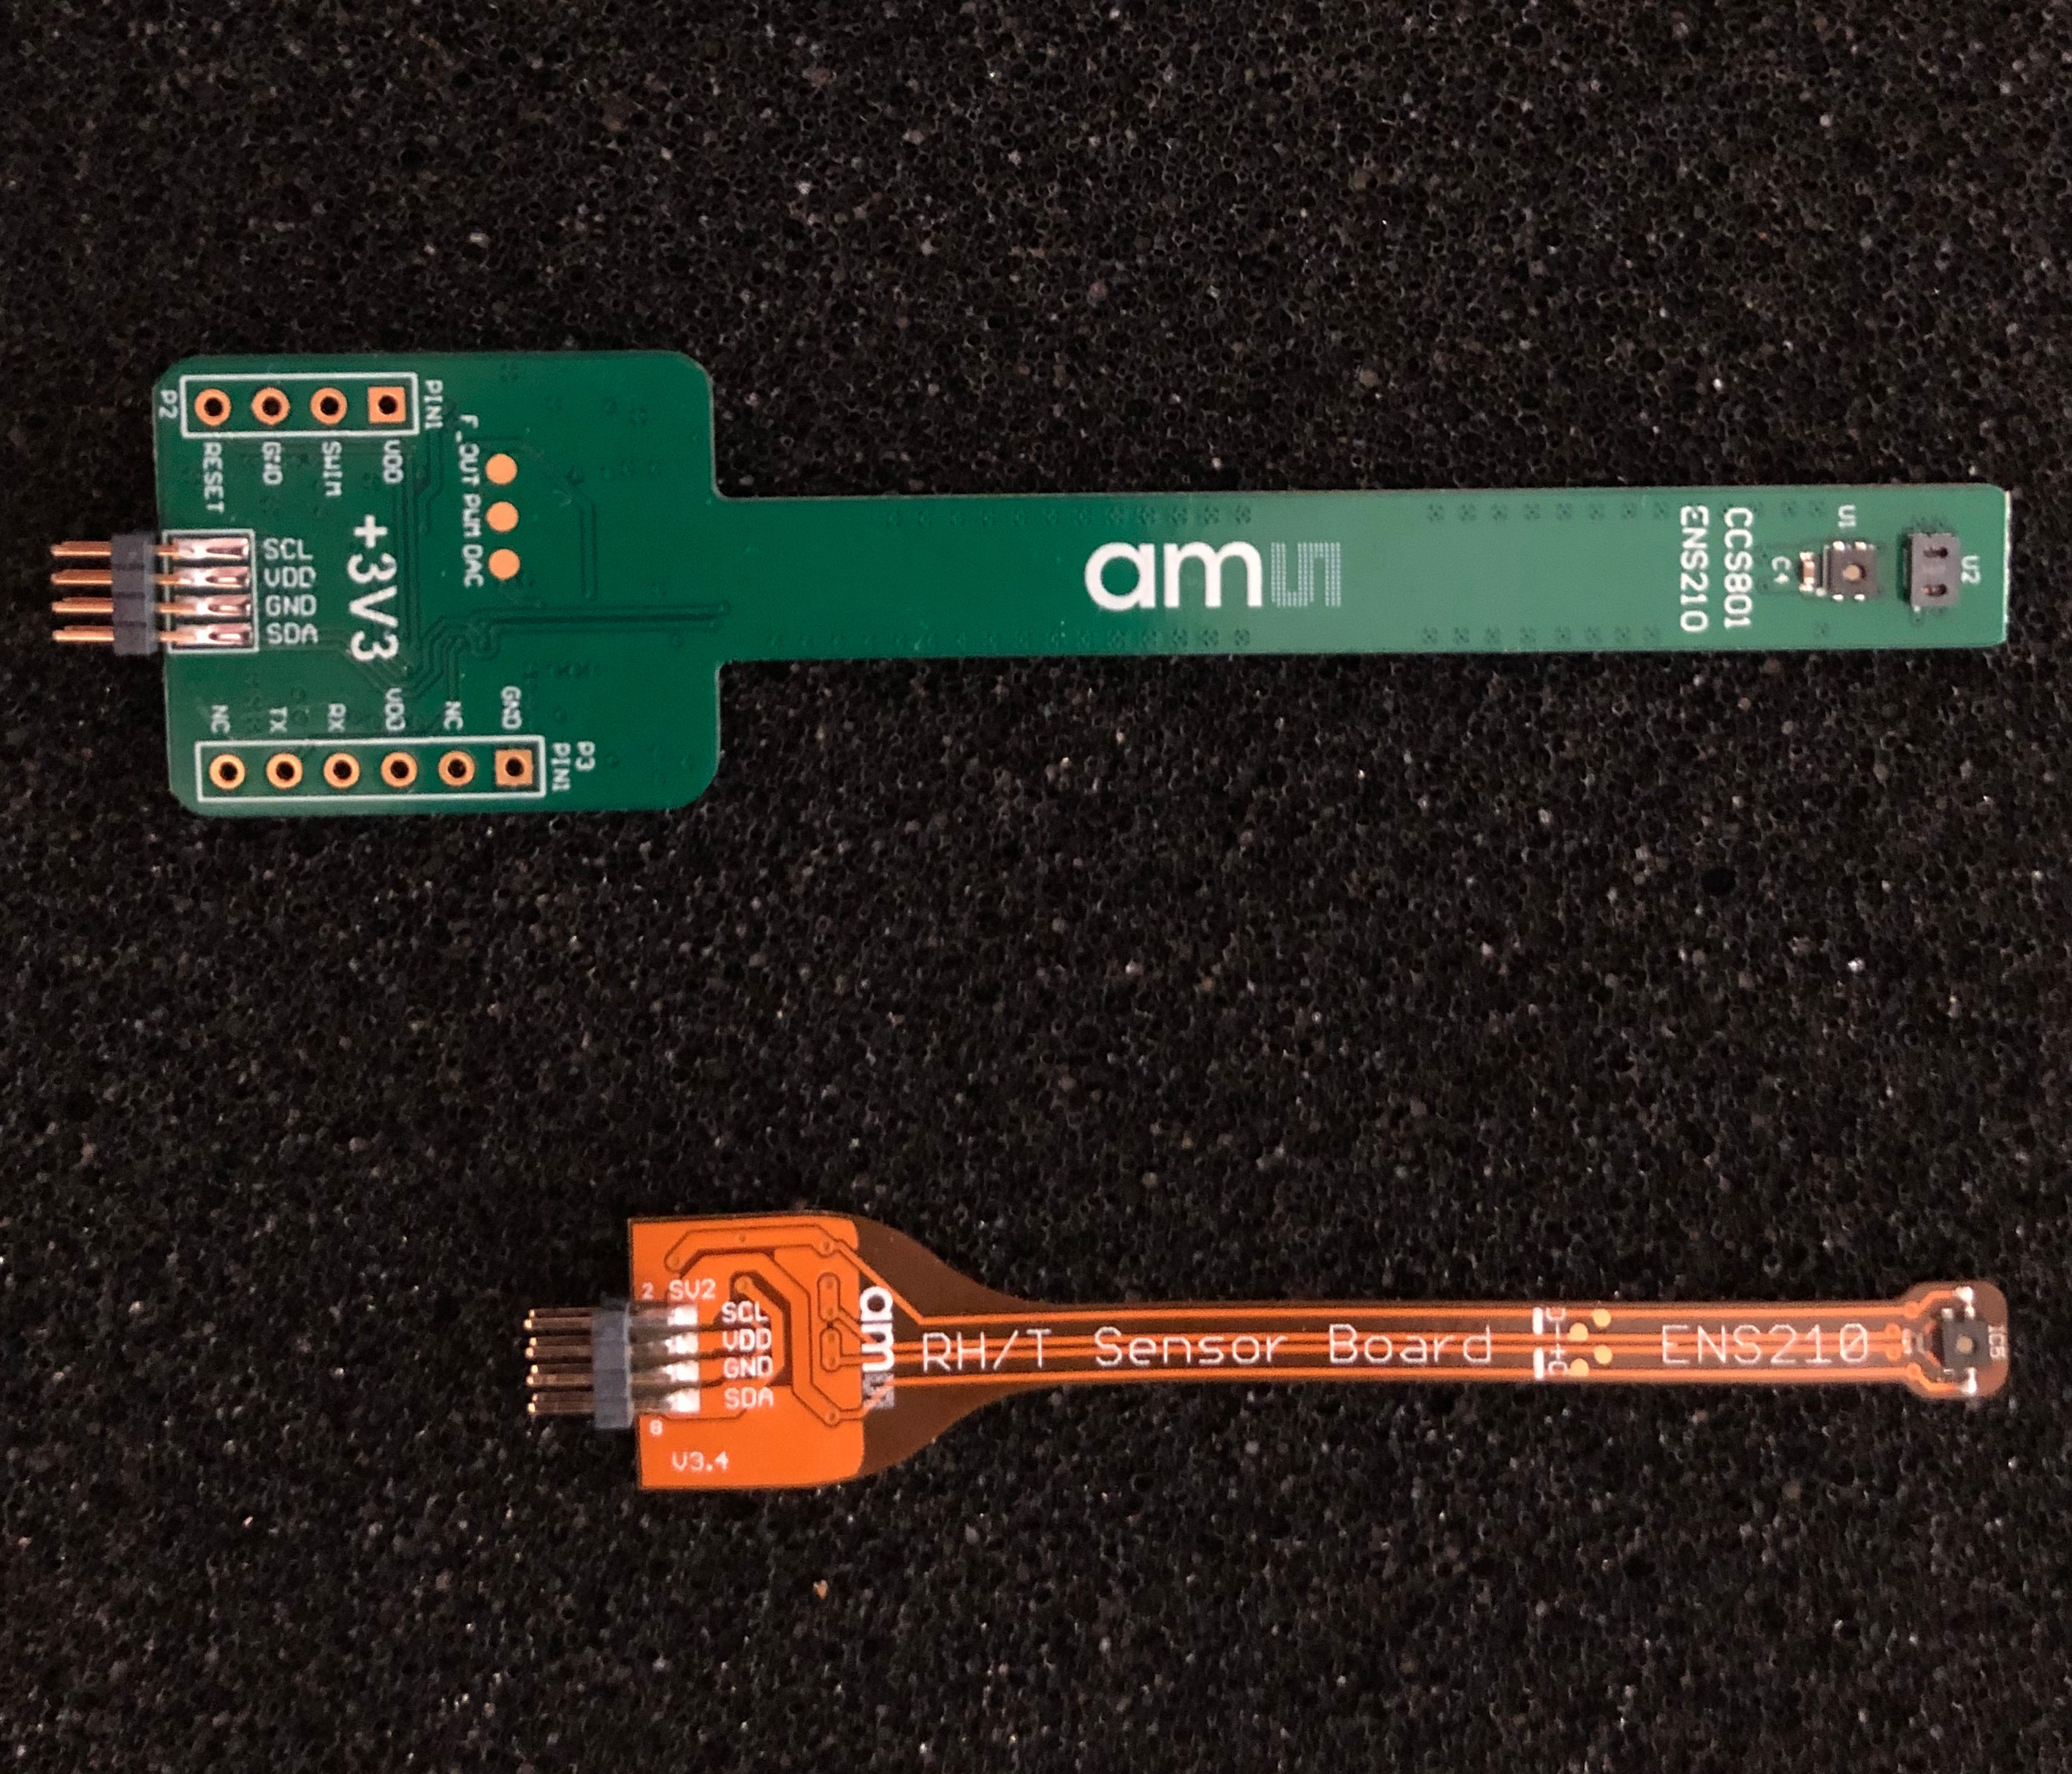 P2
PIN1
RESET
GND
SWIM
VDD
F_OUT PWM DAC
SCL
VDD
GND
SDA
+3V3
NC
TX
RX
VDD
NC
GND
P3
PIN1
am
CCS801
ENS210
U1
C4
U2
2 SV2
SCL
VDD
GND
SDA
8
V3.4
am
RH/T Sensor Board
ENS210
IC5